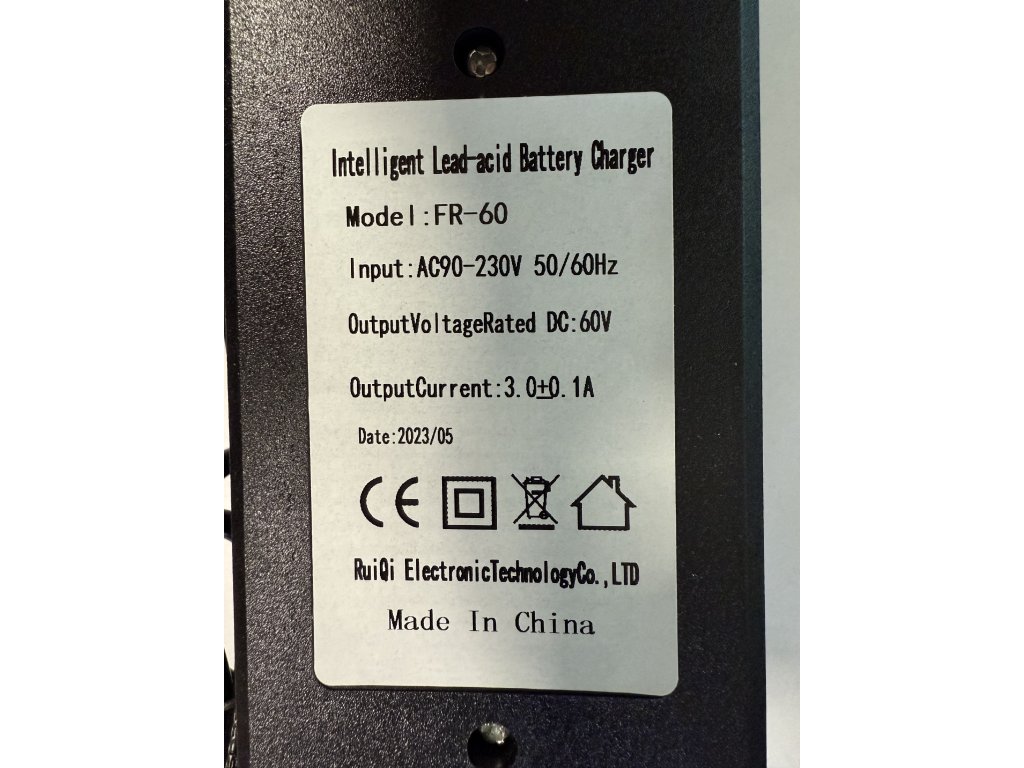 Intelligent Lead-acid Battery Charger
Model:FR-60
Input:AC90-230V 50/60Hz
OutputVoltageRated DC:60V
OutputCurrent:3.0±0.1A
Date:2023/05
CE
RuiQi ElectronicTechnologyCo.,LTD
Made In China